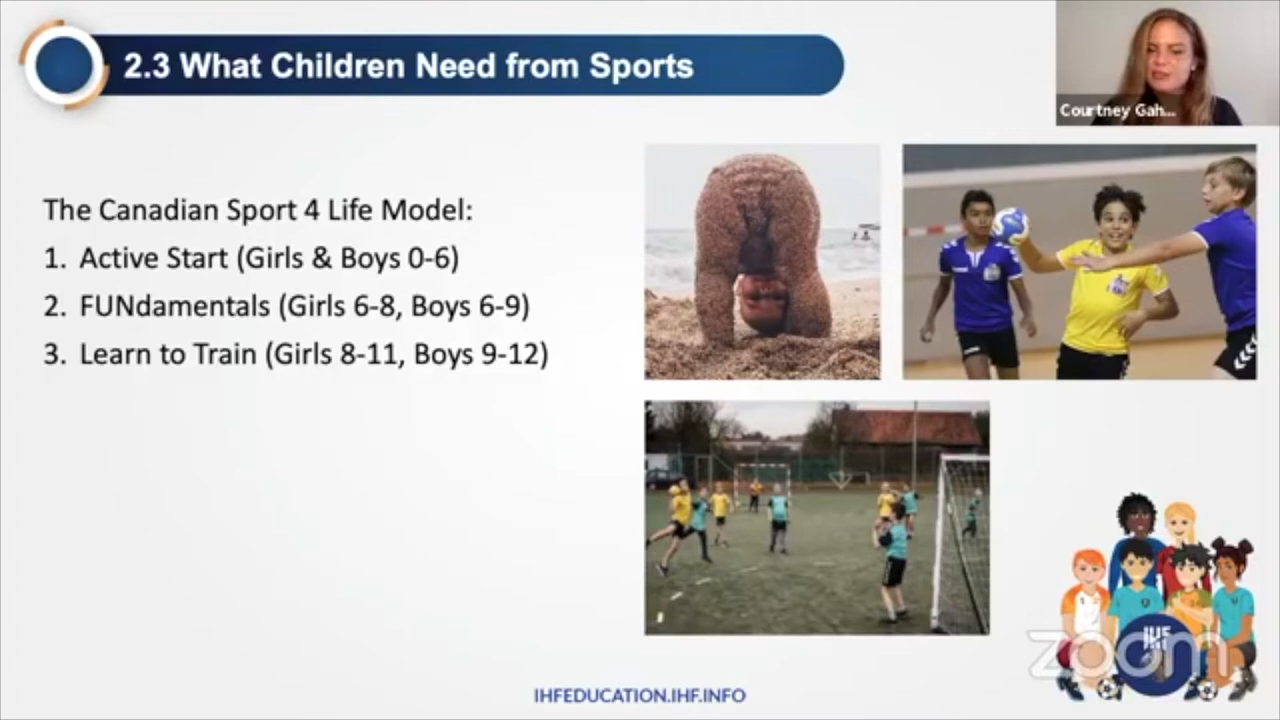 2.3 What Children Need from Sports
Courtney Gah...
The Canadian Sport 4 Life Model:
1. Active Start (Girls & Boys 0-6)
2. FUNdamentals (Girls 6-8, Boys 6-9)
3. Learn to Train (Girls 8-11, Boys 9-12)
IHF
zoom
IHFEDUCATION.IHF.INFO